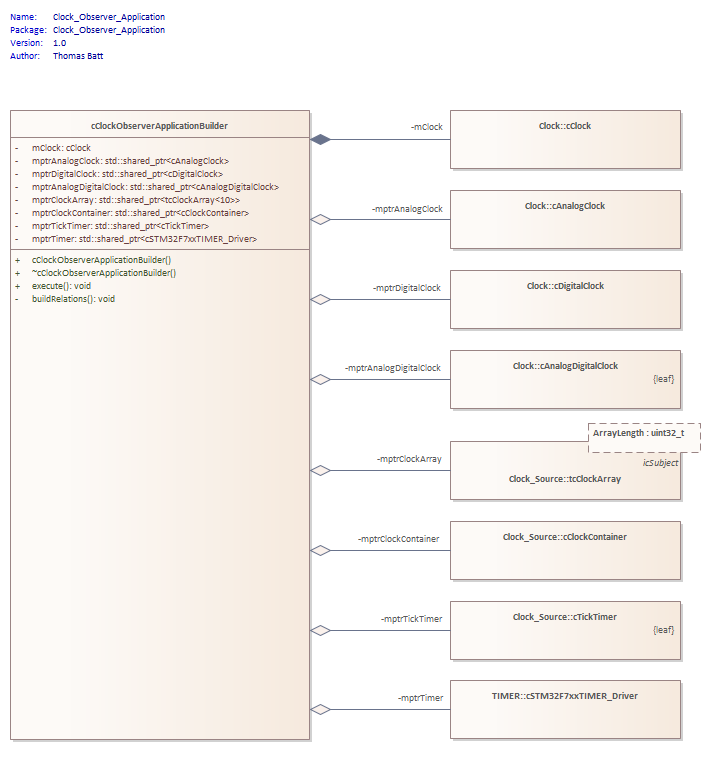 Name: Clock_Observer_Application
Package: Clock_Observer_Application
Version: 1.0
Author: Thomas Batt
cClockObserverApplicationBuilder
- mClock: cClock
- mptrAnalogClock: std::shared_ptr<cAnalogClock>
- mptrDigitalClock: std::shared_ptr<cDigitalClock>
- mptrAnalogDigitalClock: std::shared_ptr<cAnalogDigitalClock>
- mptrClockArray: std::shared_ptr<tcClockArray<10>>
- mptrClockContainer: std::shared_ptr<cClockContainer>
- mptrTickTimer: std::shared_ptr<cTickTimer>
- mptrTimer: std::shared_ptr<cSTM32F7xxTIMER_Driver>
+ cClockObserverApplicationBuilder()
+ ~cClockObserverApplicationBuilder()
+ execute(): void
- buildRelations(): void
-mClock
Clock::cClock
-mptrAnalogClock
Clock::cAnalogClock
-mptrDigitalClock
Clock::cDigitalClock
-mptrAnalogDigitalClock
Clock::cAnalogDigitalClock
{leaf}
ArrayLength : uint32_t
-mptrClockArray
icSubject
Clock_Source::tcClockArray
-mptrClockContainer
Clock_Source::cClockContainer
-mptrTickTimer
Clock_Source::cTickTimer
{leaf}
-mptrTimer
TIMER::cSTM32F7xxTIMER_Driver